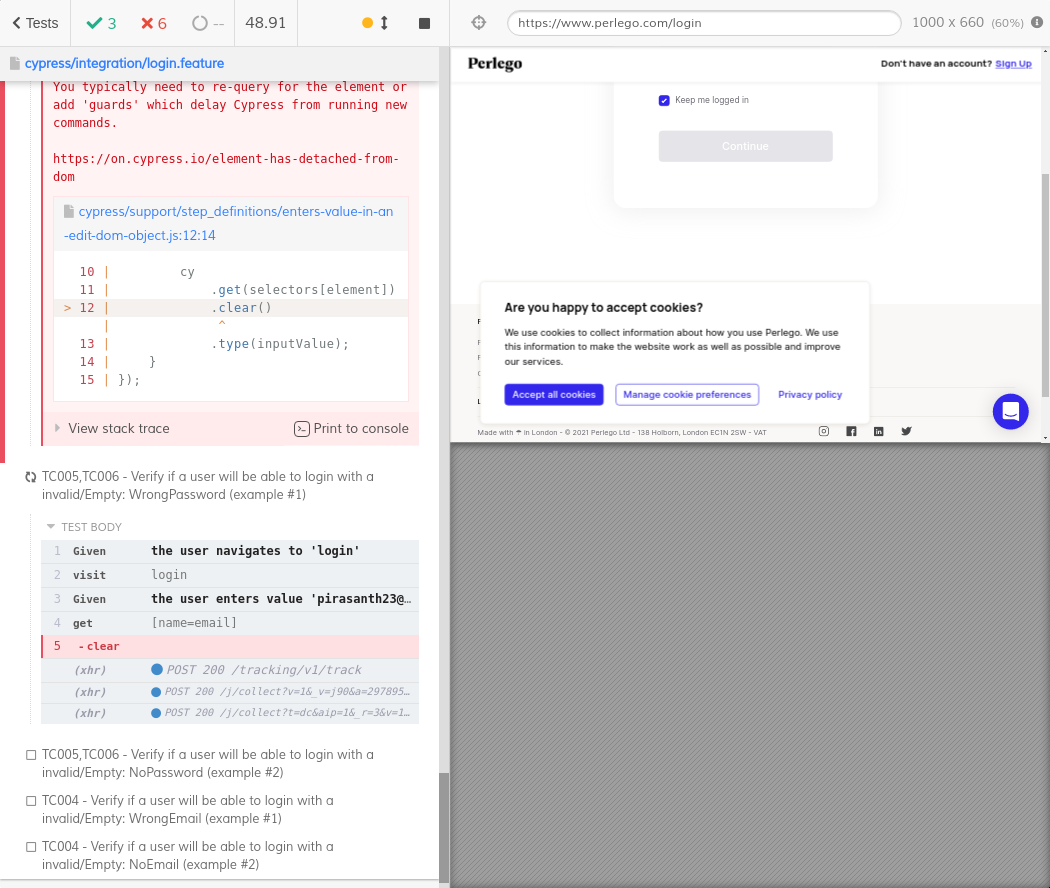 Tests
3
6
--
48.91
https://www.perlego.com/login
1000 x 660 (60%)
cypress/integration/login.feature
You typically need to re-query for the element or
add 'guards' which delay Cypress from running new
commands.
https://on.cypress.io/element-has-detached-from-
dom
cypress/support/step_definitions/enters-value-in-an
-edit-dom-object.js:12:14
10 | cy
11 | .get(selectors[element])
> 12 | .clear()
| ^
13 | .type(inputValue);
14 | }
15 | });
View stack trace
Print to console
TC005,TC006 - Verify if a user will be able to login with a
invalid/Empty: WrongPassword (example #1)
TEST BODY
1 Given the user navigates to 'login'
2 visit login
3 Given the user enters value 'pirasanth23@…
4 get [name=email]
5 - clear
(xhr) POST 200 /tracking/v1/track
(xhr) POST 200 /j/collect?v=1&_v=j90&a=297895…
(xhr) POST 200 /j/collect?t=dc&aip=1&_r=3&v=1…
TC005,TC006 - Verify if a user will be able to login with a
invalid/Empty: NoPassword (example #2)
TC004 - Verify if a user will be able to login with a
invalid/Empty: WrongEmail (example #1)
TC004 - Verify if a user will be able to login with a
invalid/Empty: NoEmail (example #2)
Perlego
Don't have an account? Sign Up
Keep me logged in
Continue
Are you happy to accept cookies?
We use cookies to collect information about how you use Perlego. We use
this information to make the website work as well as possible and improve
our services.
Accept all cookies
Manage cookie preferences
Privacy policy
Made with ☂ in London - © 2021 Perlego Ltd - 138 Holborn, London EC1N 2SW - VAT